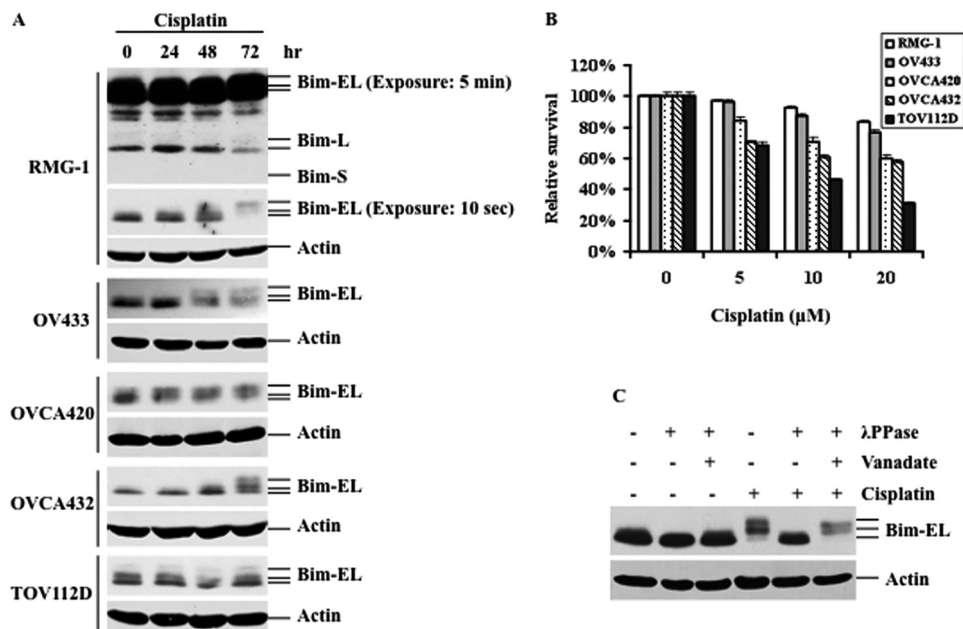 A
Cisplatin
0 24 48 72 hr
RMG-1
Bim-EL (Exposure: 5 min)
Bim-L
Bim-S
Bim-EL (Exposure: 10 sec)
Actin
OV433
Bim-EL
Actin
OVCA420
Bim-EL
Actin
OVCA432
Bim-EL
Actin
TOV112D
Bim-EL
Actin
B
RMG-1
OV433
OVCA420
OVCA432
TOV112D
Relative survival
120%
100%
80%
60%
40%
20%
0%
0 5 10 20
Cisplatin (μM)
C
- + + - + + λPPase
- - + - - + Vanadate
- - - + + + Cisplatin
Bim-EL
Actin